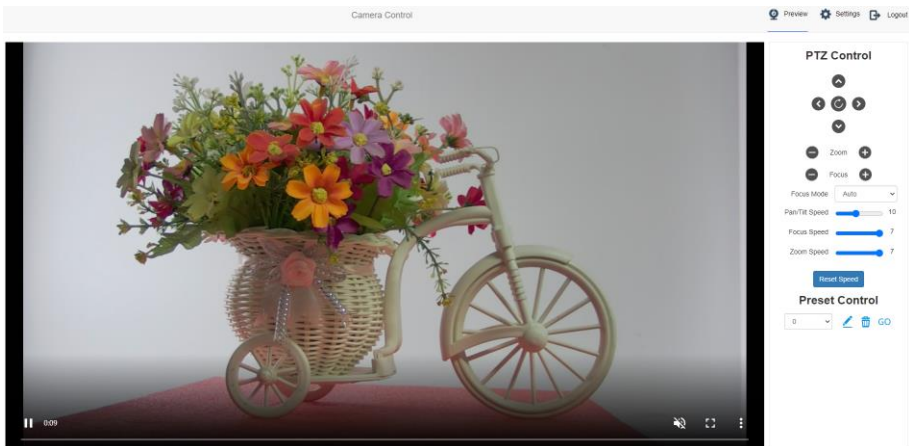 Camera Control
Preview Settings Logout
PTZ Control
Zoom
Focus
Focus Mode Auto
Pan/Tilt Speed 10
Focus Speed 7
Zoom Speed 7
Reset Speed
Preset Control
0 GO
0:09